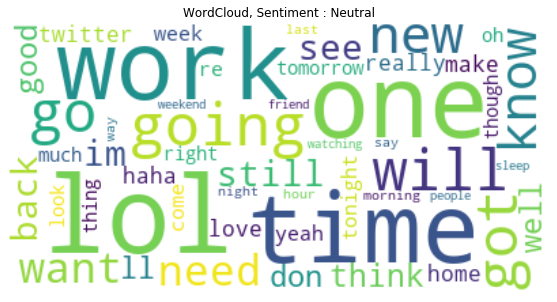 WordCloud, Sentiment : Neutral
twitter
week
see
new
oh
last
good
work
re
tomorrow
really
make
one
know
go
weekend
friend
thoughe
going
way
watching
say
much
im
right
still
will
sleep
back
look
thing
haha
come
night
hour
tonight
morning
people
got
well
lol
love
yeah
time
want
ll
need
don
think
home